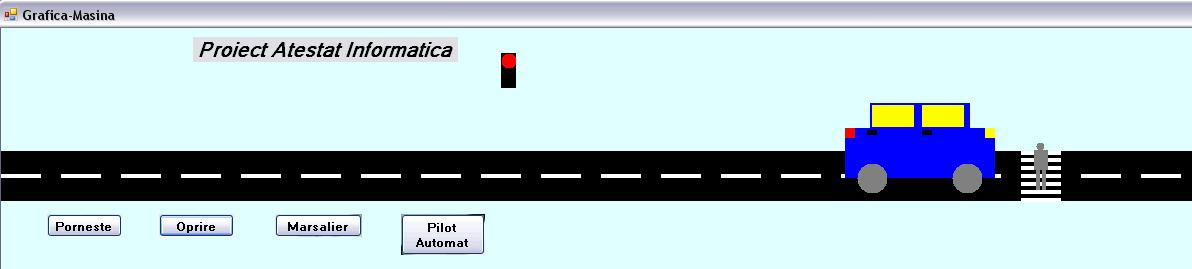 Grafica-Masina
Proiect Atestat Informatica
Porneste
Oprire
Marsalier
Pilot
Automat